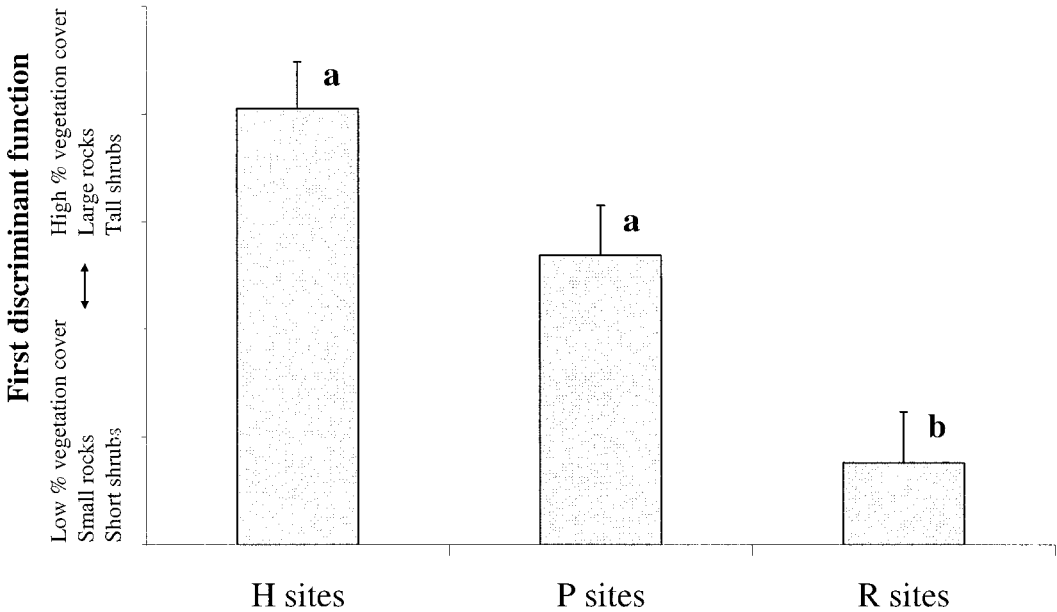 First discriminant function
High % vegetation cover
Large rocks
Tall shrubs
Low % vegetation cover
Small rocks
Short shrubs
a
a
b
H sites
P sites
R sites